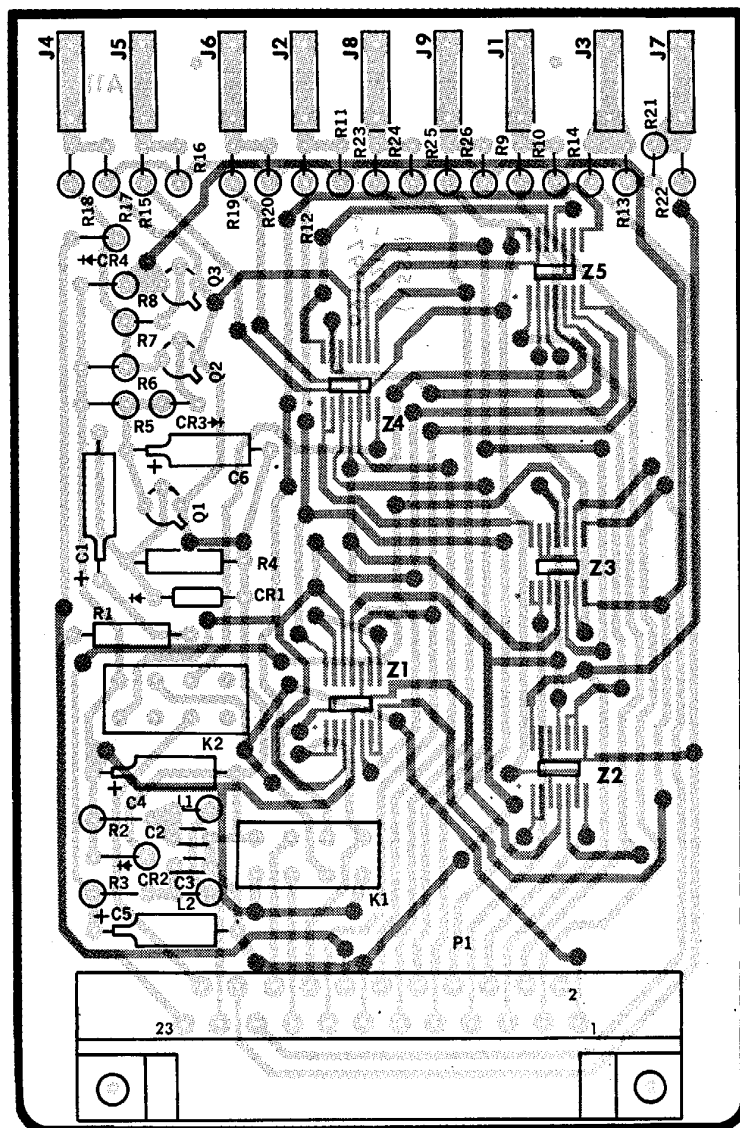 J4
J5
J6
J2
J8
J9
J1
J3
J7
R18
R17
R15
R16
R19
R20
R12
R11
R23
R24
R25
R26
R9
R10
R14
R13
R21
R22
CR4
R8
Q3
Z5
R7
R6
Q2
R5
CR3
Z4
+
C6
C1
+
Q1
R4
Z3
CR1
R1
Z1
K2
Z2
+
C4
L1
R2
C2
CR2
C3
R3
L2
K1
+
C5
P1
2
23
1